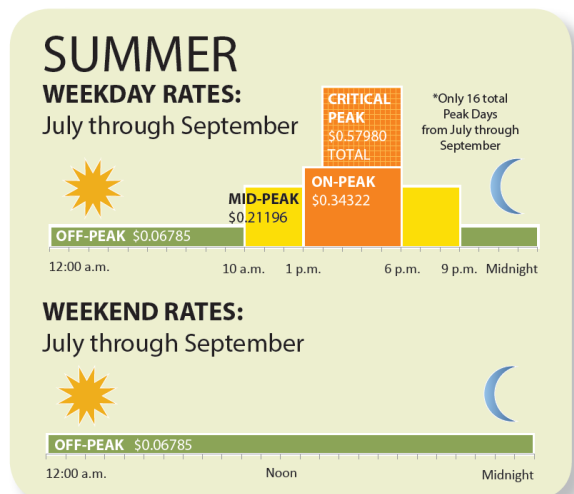 SUMMER
WEEKDAY RATES:
July through September
CRITICAL
PEAK
$0.57980
TOTAL
*Only 16 total
Peak Days
from July through
September
ON-PEAK
$0.34322
MID-PEAK
$0.21196
OFF-PEAK $0.06785
12:00 a.m. 10 a.m. 1 p.m. 6 p.m. 9 p.m. Midnight
WEEKEND RATES:
July through September
OFF-PEAK $0.06785
12:00 a.m. Noon Midnight